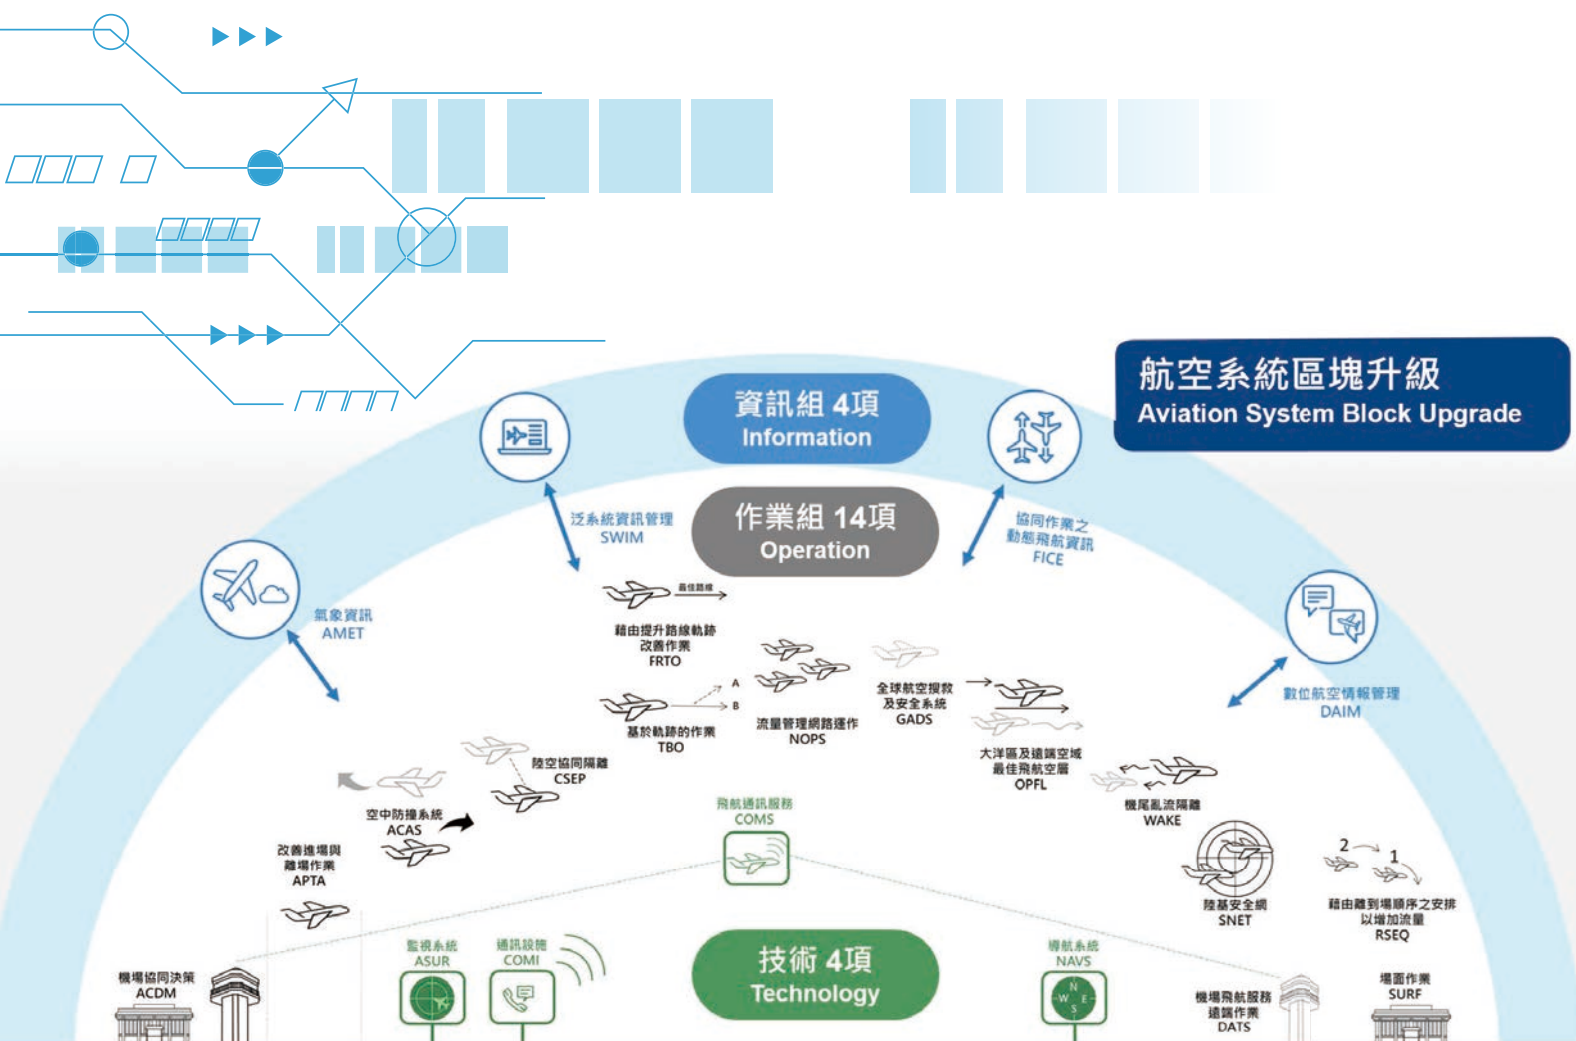 航空系統區塊升級
Aviation System Block Upgrade
資訊組 4項
Information
作業組 14項
Operation
泛系統資訊管理
SWIM
協同作業之
動態飛航資訊
FICE
氣象資訊
AMET
數位航空情報管理
DAIM
最佳路線
藉由提升路線軌跡
改善作業
FRTO
A
B
基於軌跡的作業
TBO
流量管理網路運作
NOPS
全球航空搜救
及安全系統
GADS
大洋區及遠端空域
最佳飛航空層
OPFL
陸空協同隔離
CSEP
空中防撞系統
ACAS
改善進場與
離場作業
APTA
機尾亂流隔離
WAKE
陸基安全網
SNET
2
1
藉由離到場順序之安排
以增加流量
RSEQ
飛航通訊服務
COMS
監視系統
ASUR
通訊設施
COMI
技術 4項
Technology
導航系統
NAVS
N
W E
S
機場協同決策
ACDM
機場飛航服務
遠端作業
DATS
場面作業
SURF